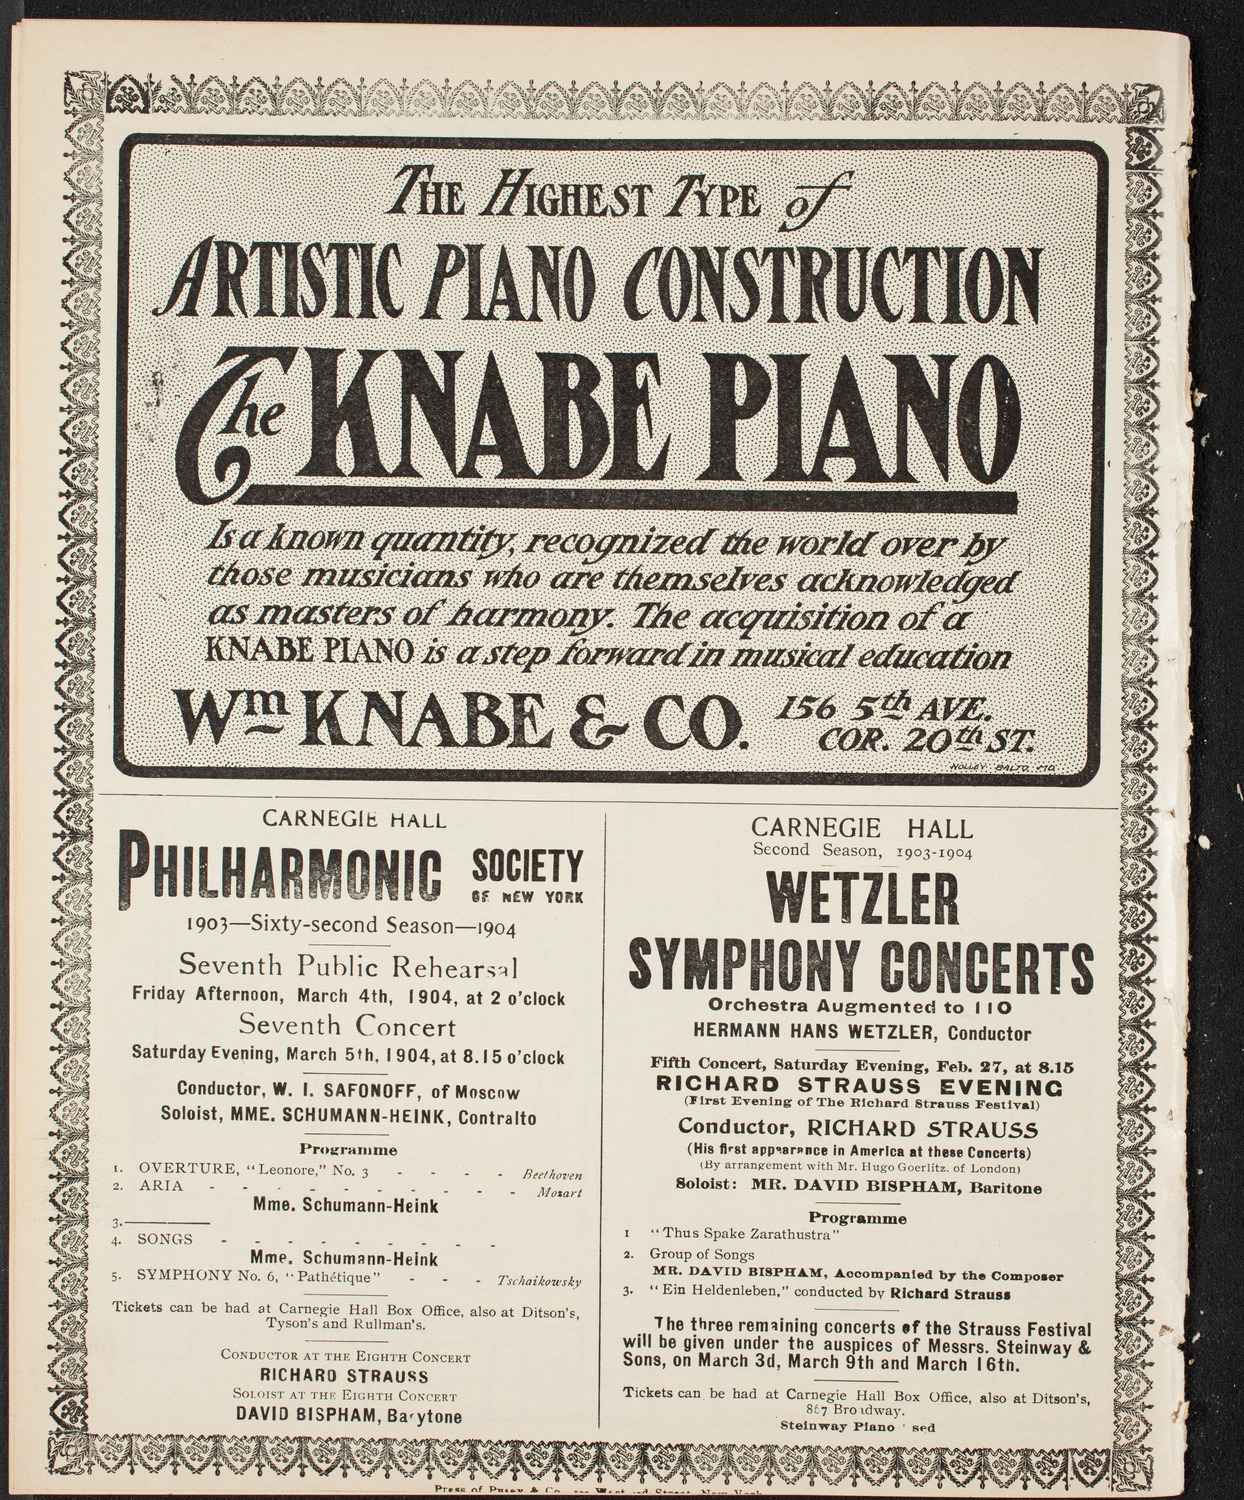 THE HIGHEST TYPE of
ARTISTIC PIANO CONSTRUCTION
The KNABE PIANO
Is a known quantity, recognized the world over by
those musicians who are themselves acknowledged
as masters of harmony. The acquisition of a
KNABE PIANO is a step forward in musical education
Wm KNABE & CO. 156 5th AVE.
COR. 20th ST.
HOLLEY BALTO. MD.
CARNEGIE HALL
PHILHARMONIC SOCIETY
OF NEW YORK
1903—Sixty-second Season—1904
Seventh Public Rehearsal
Friday Afternoon, March 4th, 1904, at 2 o'clock
Seventh Concert
Saturday Evening, March 5th, 1904, at 8.15 o'clock
Conductor, W. I. SAFONOFF, of Moscow
Soloist, MME. SCHUMANN-HEINK, Contralto
Programme
1. OVERTURE, "Leonore," No. 3 - - - - Beethoven
2. ARIA - - - - - - - - - Mozart
Mme. Schumann-Heink
3.————
4. SONGS - - - - - - - -
Mme. Schumann-Heink
5. SYMPHONY No. 6, "Pathétique" - - - Tschaikowsky
Tickets can be had at Carnegie Hall Box Office, also at Ditson's,
Tyson's and Rullman's.
CONDUCTOR AT THE EIGHTH CONCERT
RICHARD STRAUSS
SOLOIST AT THE EIGHTH CONCERT
DAVID BISPHAM, Barytone
CARNEGIE HALL
Second Season, 1903-1904
WETZLER
SYMPHONY CONCERTS
Orchestra Augmented to 110
HERMANN HANS WETZLER, Conductor
Fifth Concert, Saturday Evening, Feb. 27, at 8.15
RICHARD STRAUSS EVENING
(First Evening of The Richard Strauss Festival)
Conductor, RICHARD STRAUSS
(His first appearance in America at these Concerts)
(By arrangement with Mr. Hugo Goerlitz. of London)
Soloist: MR. DAVID BISPHAM, Baritone
Programme
1 "Thus Spake Zarathustra"
2. Group of Songs
MR. DAVID BISPHAM, Accompanied by the Composer
3. "Ein Heldenleben," conducted by Richard Strauss
The three remaining concerts of the Strauss Festival
will be given under the auspices of Messrs. Steinway &
Sons, on March 3d, March 9th and March 16th.
Tickets can be had at Carnegie Hall Box Office, also at Ditson's,
867 Broadway.
Steinway Piano sed
Press of Pusey & Co. Street, New York